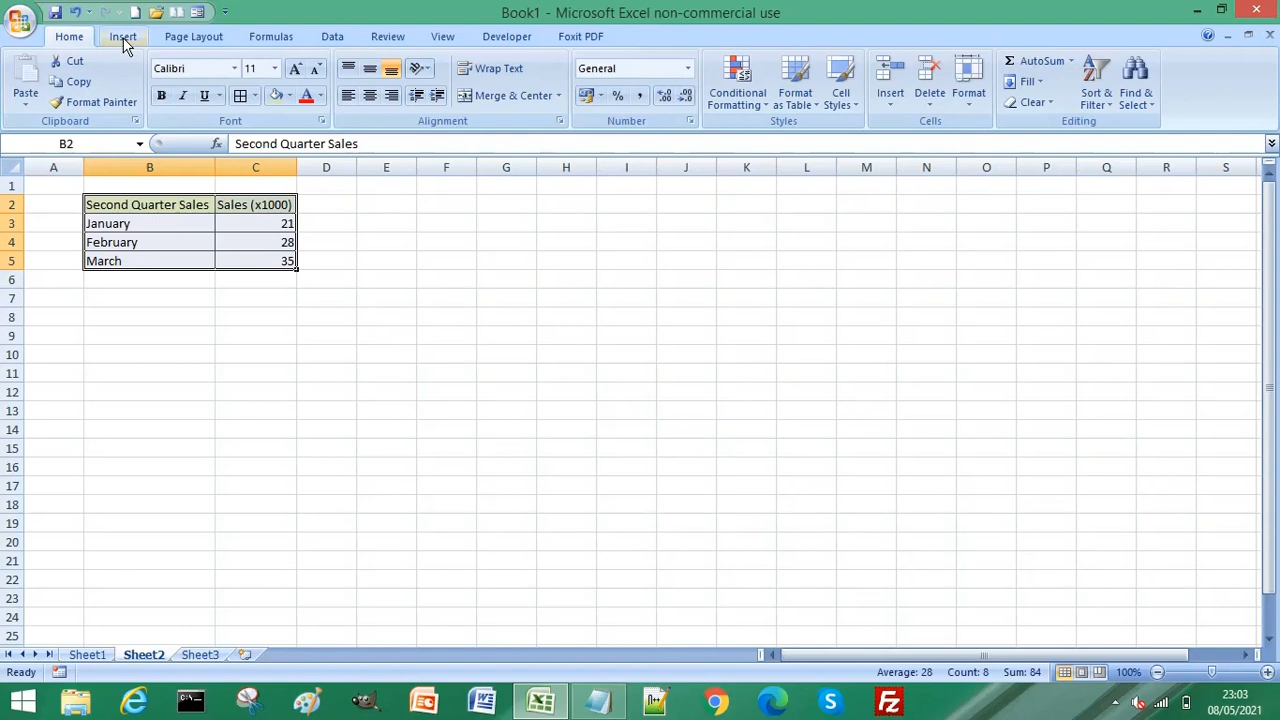 Book1 - Microsoft Excel non-commercial use
Home Insert Page Layout Formulas Data Review View Developer Foxit PDF
Paste Cut Copy Format Painter Clipboard
Calibri 11 A A B I U A Font
Wrap Text Merge & Center Alignment
General % , .0 .00 .00 .0 Number
Conditional Formatting Format as Table Cell Styles Styles
Insert Delete Format Cells
Σ AutoSum Fill Clear Sort & Filter Find & Select Editing
B2 fx Second Quarter Sales
A B C D E F G H I J K L M N O P Q R S
1
2 Second Quarter Sales Sales (x1000)
3 January 21
4 February 28
5 March 35
6
7
8
9
10
11
12
13
14
15
16
17
18
19
20
21
22
23
24
25
Sheet1 Sheet2 Sheet3
Ready Average: 28 Count: 8 Sum: 84 100%
23:03
08/05/2021